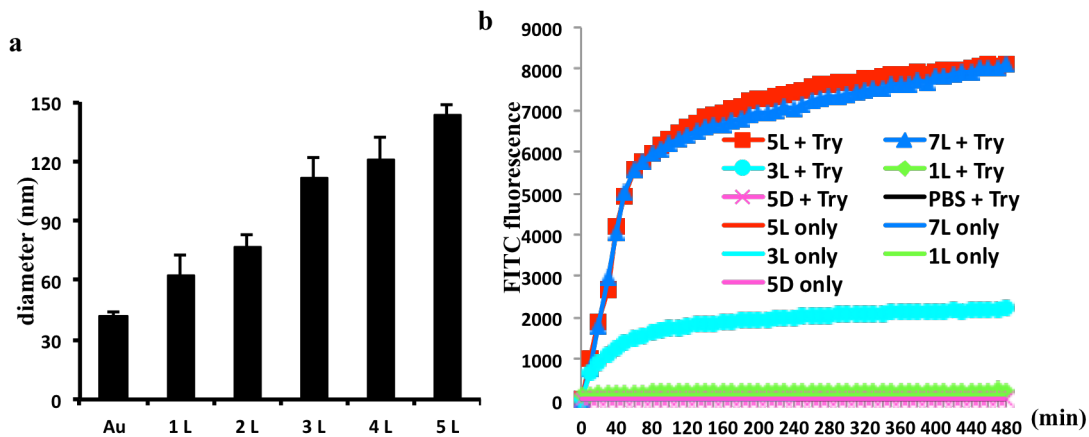 a
diameter (nm)
150
120
90
60
30
0
Au 1 L 2 L 3 L 4 L 5 L
b
FITC fluorescence
9000
8000
7000
6000
5000
4000
3000
2000
1000
0
5L + Try 7L + Try
3L + Try 1L + Try
5D + Try PBS + Try
5L only 7L only
3L only 1L only
5D only
0 40 80 120 160 200 240 280 320 360 400 440 480 (min)